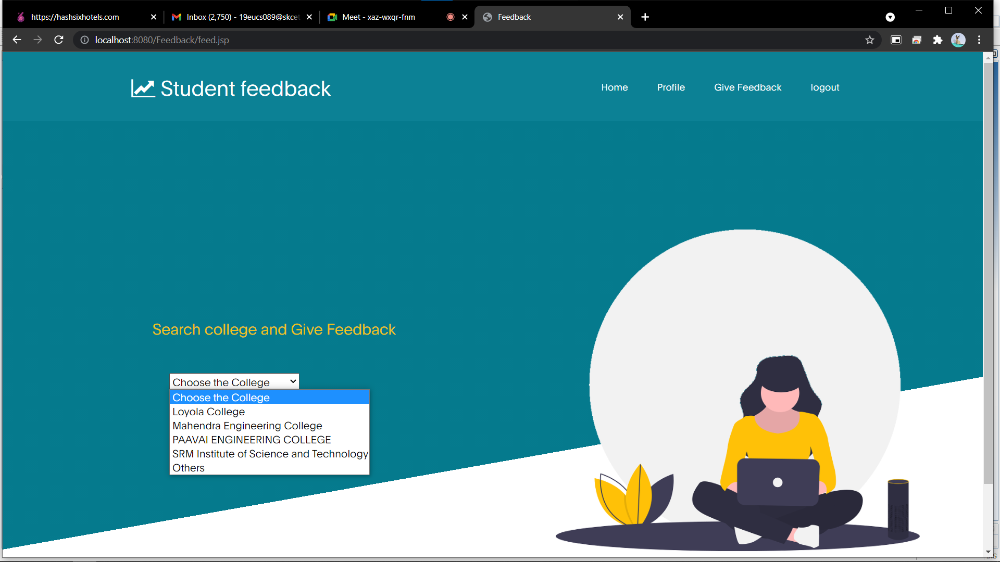 https://hashsixhotels.com
Inbox (2,750) - 19eucs089@skcet
Meet - xaz-wxqr-fnm
Feedback
localhost:8080/Feedback/feed.jsp
Student feedback
Home
Profile
Give Feedback
logout
Search college and Give Feedback
Choose the College
Choose the College
Loyola College
Mahendra Engineering College
PAAVAI ENGINEERING COLLEGE
SRM Institute of Science and Technology
Others